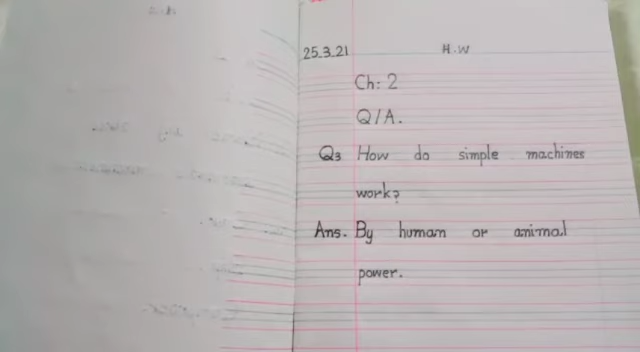 25.3.21 H.W
Ch: 2
Q/A.
Q3 How do simple machines
work?
Ans. By human or animal
power.